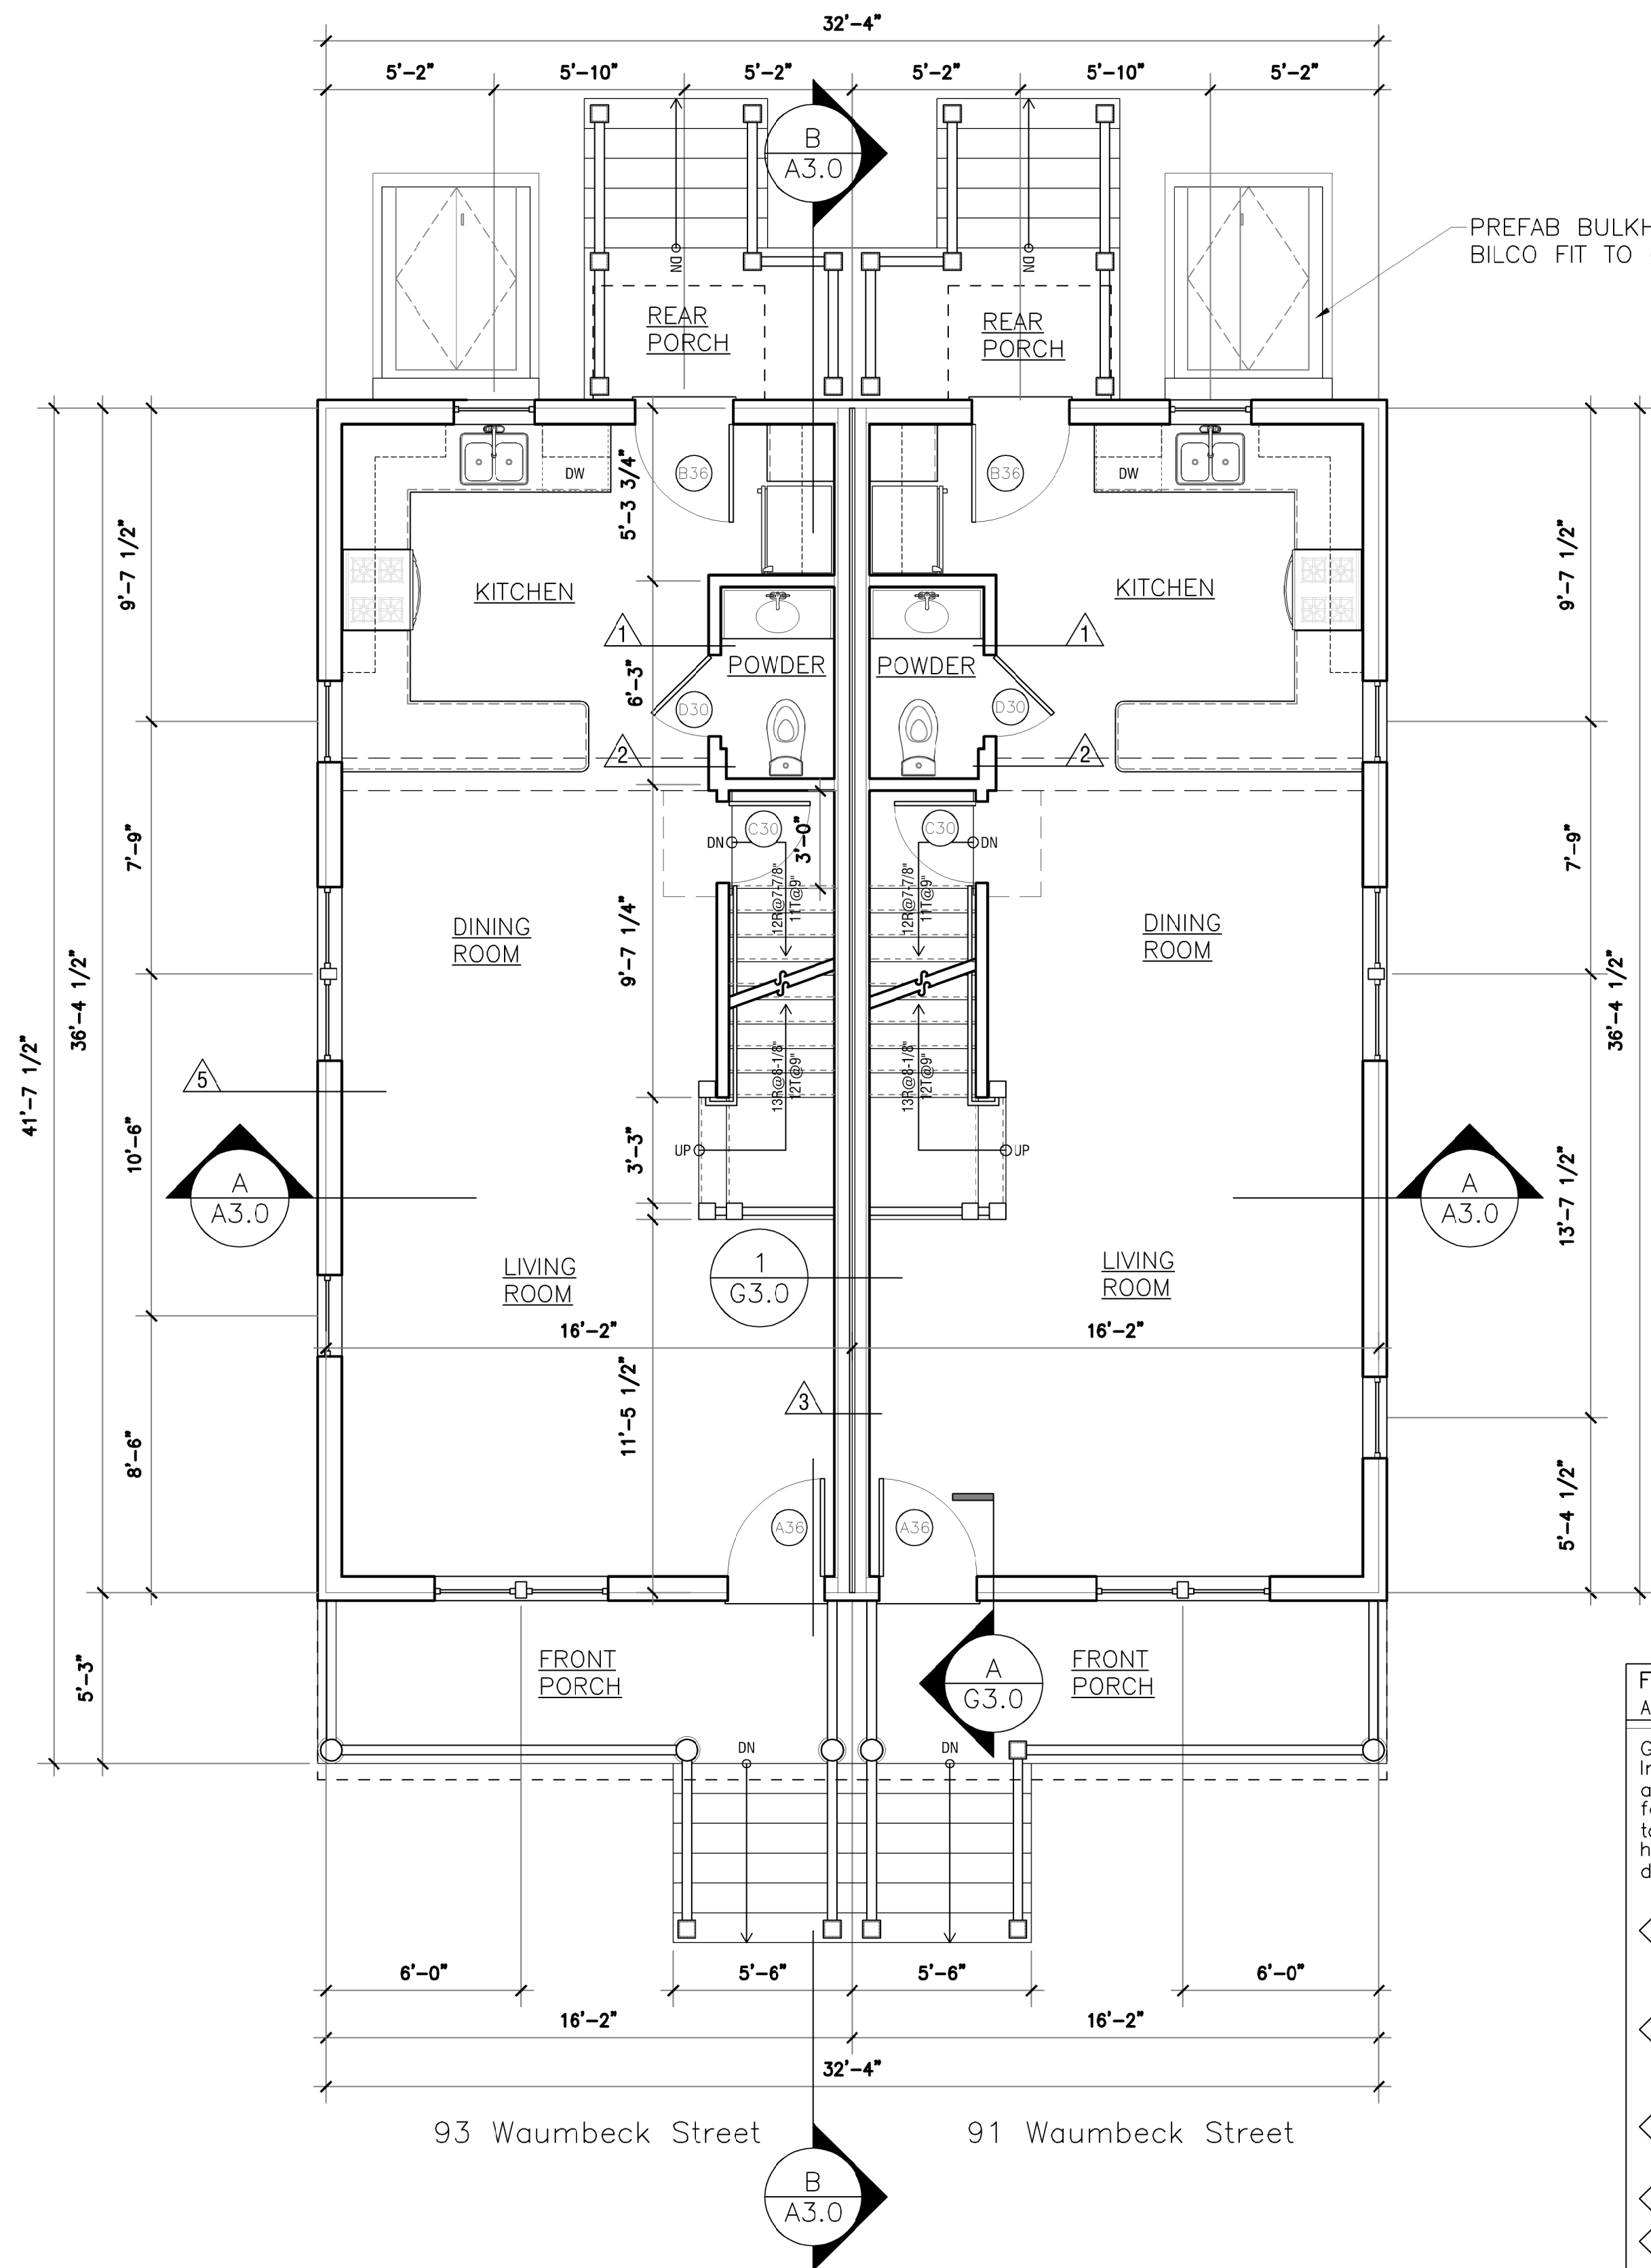 32'-4"
5'-2" 5'-10" 5'-2" 5'-2" 5'-10" 5'-2"
B
A3.0
PREFAB BULKH
BILCO FIT TO
DN DN
REAR
PORCH
REAR
PORCH
DW DW
B36 B36
5'-3 3/4"
9'-7 1/2" 9'-7 1/2"
KITCHEN KITCHEN
1 1
POWDER POWDER
6'-3"
D30 D30
2 2
C30 C30
DN DN
3'-0"
7'-9" 7'-9"
12R@7-7/8"
11T@9"
12R@7-7/8"
11T@9"
DINING
ROOM
DINING
ROOM
9'-7 1/4"
36'-4 1/2" 36'-4 1/2"
41'-7 1/2"
5
13R@8-1/8"
12T@9"
13R@8-1/8"
12T@9"
10'-6"
3'-3"
UP UP
13'-7 1/2"
A
A3.0
A
A3.0
LIVING
ROOM
LIVING
ROOM
1
G3.0
16'-2" 16'-2"
11'-5 1/2"
3
8'-6"
5'-4 1/2"
A36 A36
5'-3"
FRONT
PORCH
FRONT
PORCH
A
G3.0
DN DN
F
A
G
In
a
f
t
h
d
6'-0" 5'-6" 5'-6" 6'-0"
16'-2" 16'-2"
32'-4"
93 Waumbeck Street 91 Waumbeck Street
B
A3.0